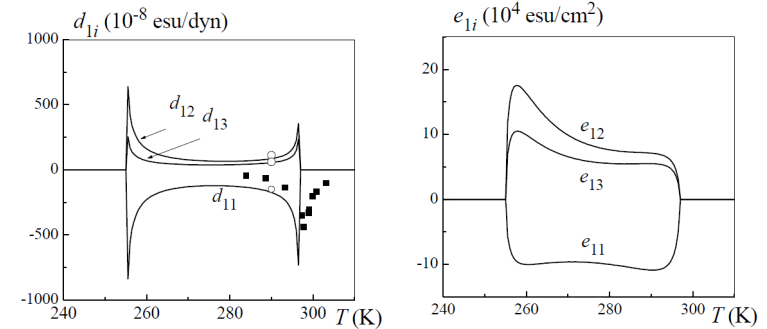 d1i (10-8 esu/dyn)
1000
500
0
-500
-1000
d12 d13
d11
240 260 280 300 T (K)
e1i (104 esu/cm2)
20
10
0
-10
e12
e13
e11
240 260 280 300 T (K)